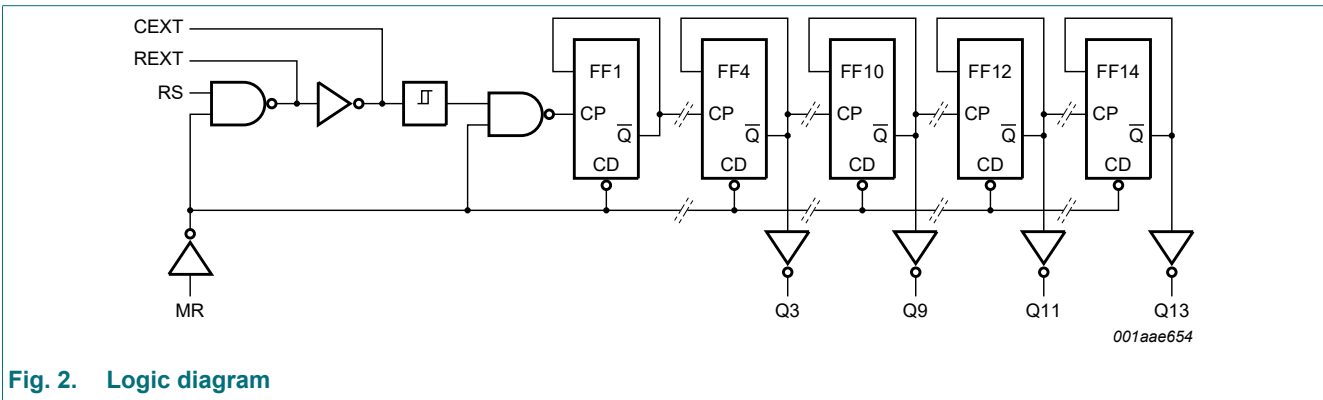 CEXT
REXT
RS
FF1 FF4 FF10 FF12 FF14
CP CP CP CP CP
Q Q Q Q Q
CD CD CD CD CD
MR Q3 Q9 Q11 Q13
001aae654
Fig. 2. Logic diagram